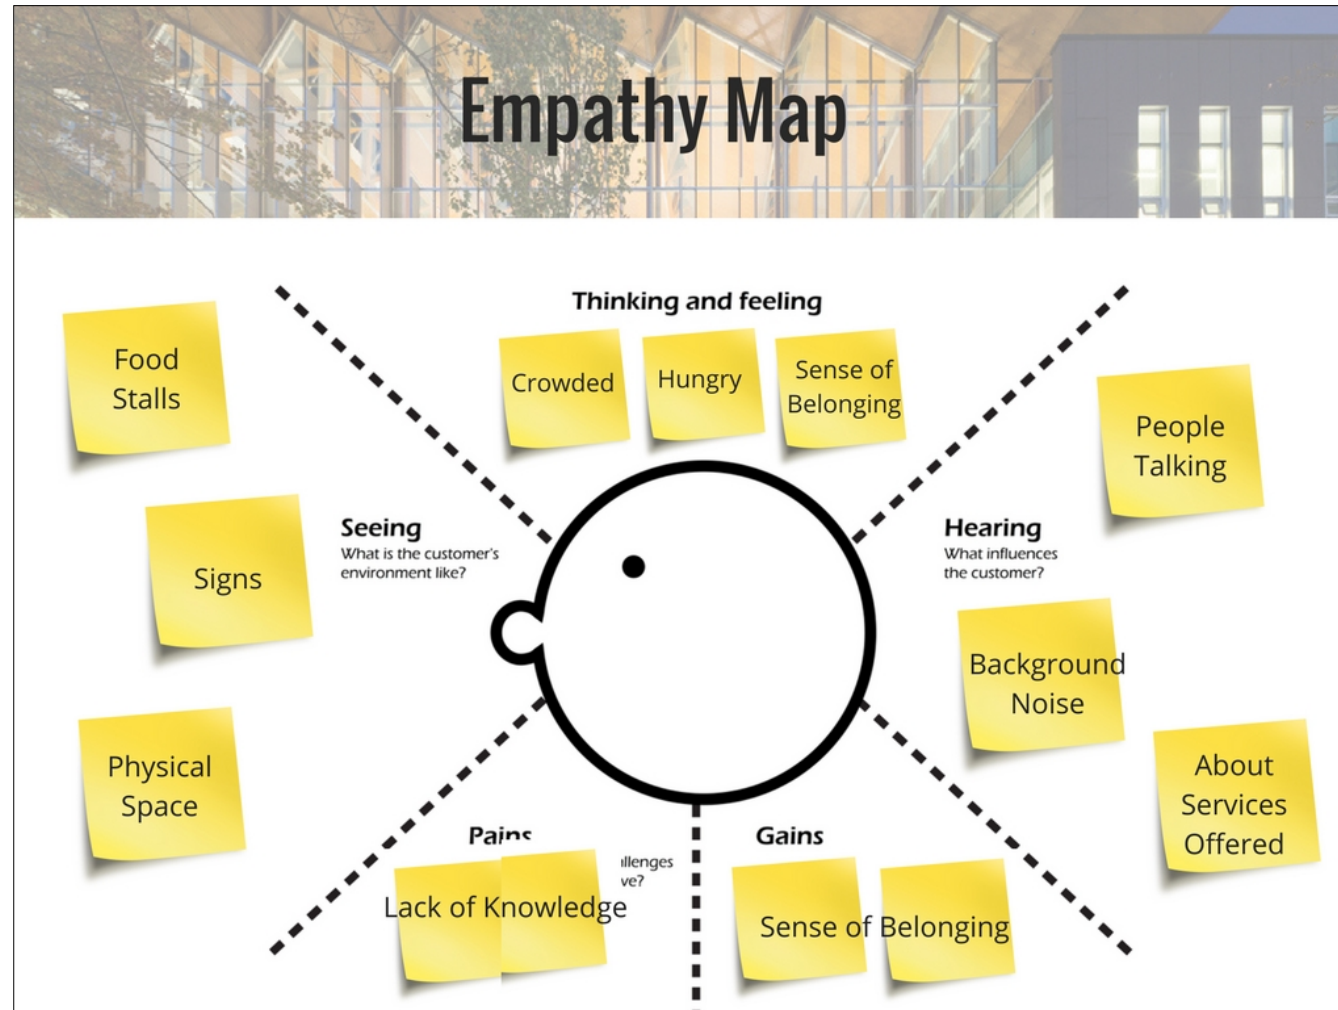 Empathy Map
Thinking and feeling
Crowded
Hungry
Sense of
Belonging
Food
Stalls
Signs
Physical
Space
Seeing
What is the customer's
environment like?
Hearing
What influences
the customer?
People
Talking
Background
Noise
About
Services
Offered
Pains
Lack of Knowledge
Gains
Sense of Belonging